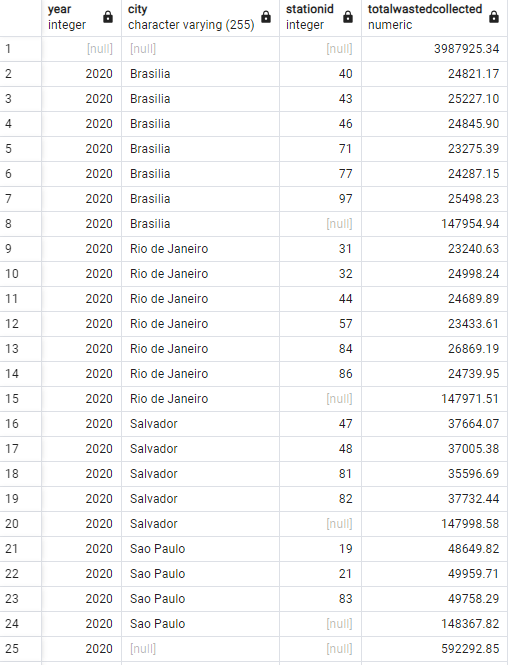 year city stationid totalwastedcollected
integer character varying (255) integer numeric
1 [null] [null] [null] 3987925.34
2 2020 Brasilia 40 24821.17
3 2020 Brasilia 43 25227.10
4 2020 Brasilia 46 24845.90
5 2020 Brasilia 71 23275.39
6 2020 Brasilia 77 24287.15
7 2020 Brasilia 97 25498.23
8 2020 Brasilia [null] 147954.94
9 2020 Rio de Janeiro 31 23240.63
10 2020 Rio de Janeiro 32 24998.24
11 2020 Rio de Janeiro 44 24689.89
12 2020 Rio de Janeiro 57 23433.61
13 2020 Rio de Janeiro 84 26869.19
14 2020 Rio de Janeiro 86 24739.95
15 2020 Rio de Janeiro [null] 147971.51
16 2020 Salvador 47 37664.07
17 2020 Salvador 48 37005.38
18 2020 Salvador 81 35596.69
19 2020 Salvador 82 37732.44
20 2020 Salvador [null] 147998.58
21 2020 Sao Paulo 19 48649.82
22 2020 Sao Paulo 21 49959.71
23 2020 Sao Paulo 83 49758.29
24 2020 Sao Paulo [null] 148367.82
25 2020 [null] [null] 592292.85